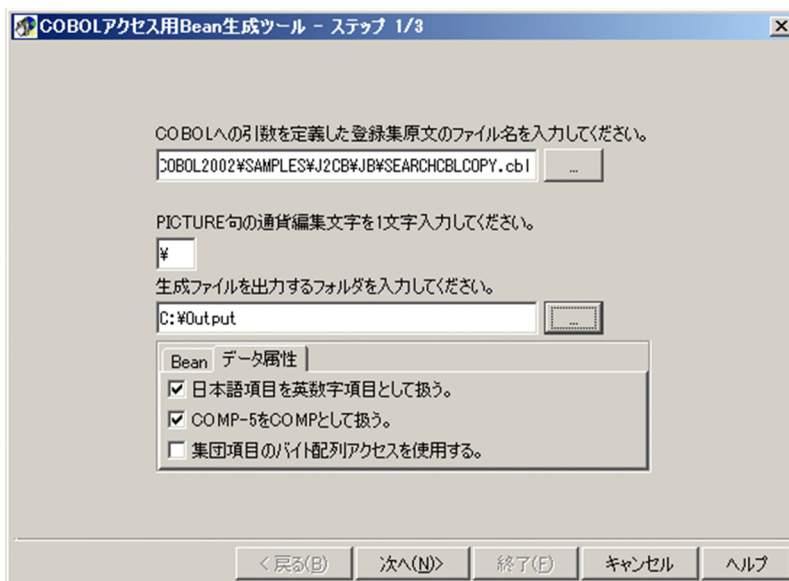 COBOLアクセス用Bean生成ツール - ステップ 1/3
COBOLへの引数を定義した登録集原文のファイル名を入力してください。
COBOL2002¥SAMPLES¥J2CB¥JB¥SEARCHCBLCOPY.cbl
...
PICTURE句の通貨編集文字を1文字入力してください。
¥
生成ファイルを出力するフォルダを入力してください。
C:¥Output
...
Bean データ属性
日本語項目を英数字項目として扱う。
COMP-5をCOMPとして扱う。
集団項目のバイト配列アクセスを使用する。
< 戻る(B) 次へ(N)> 終了(F) キャンセル ヘルプ